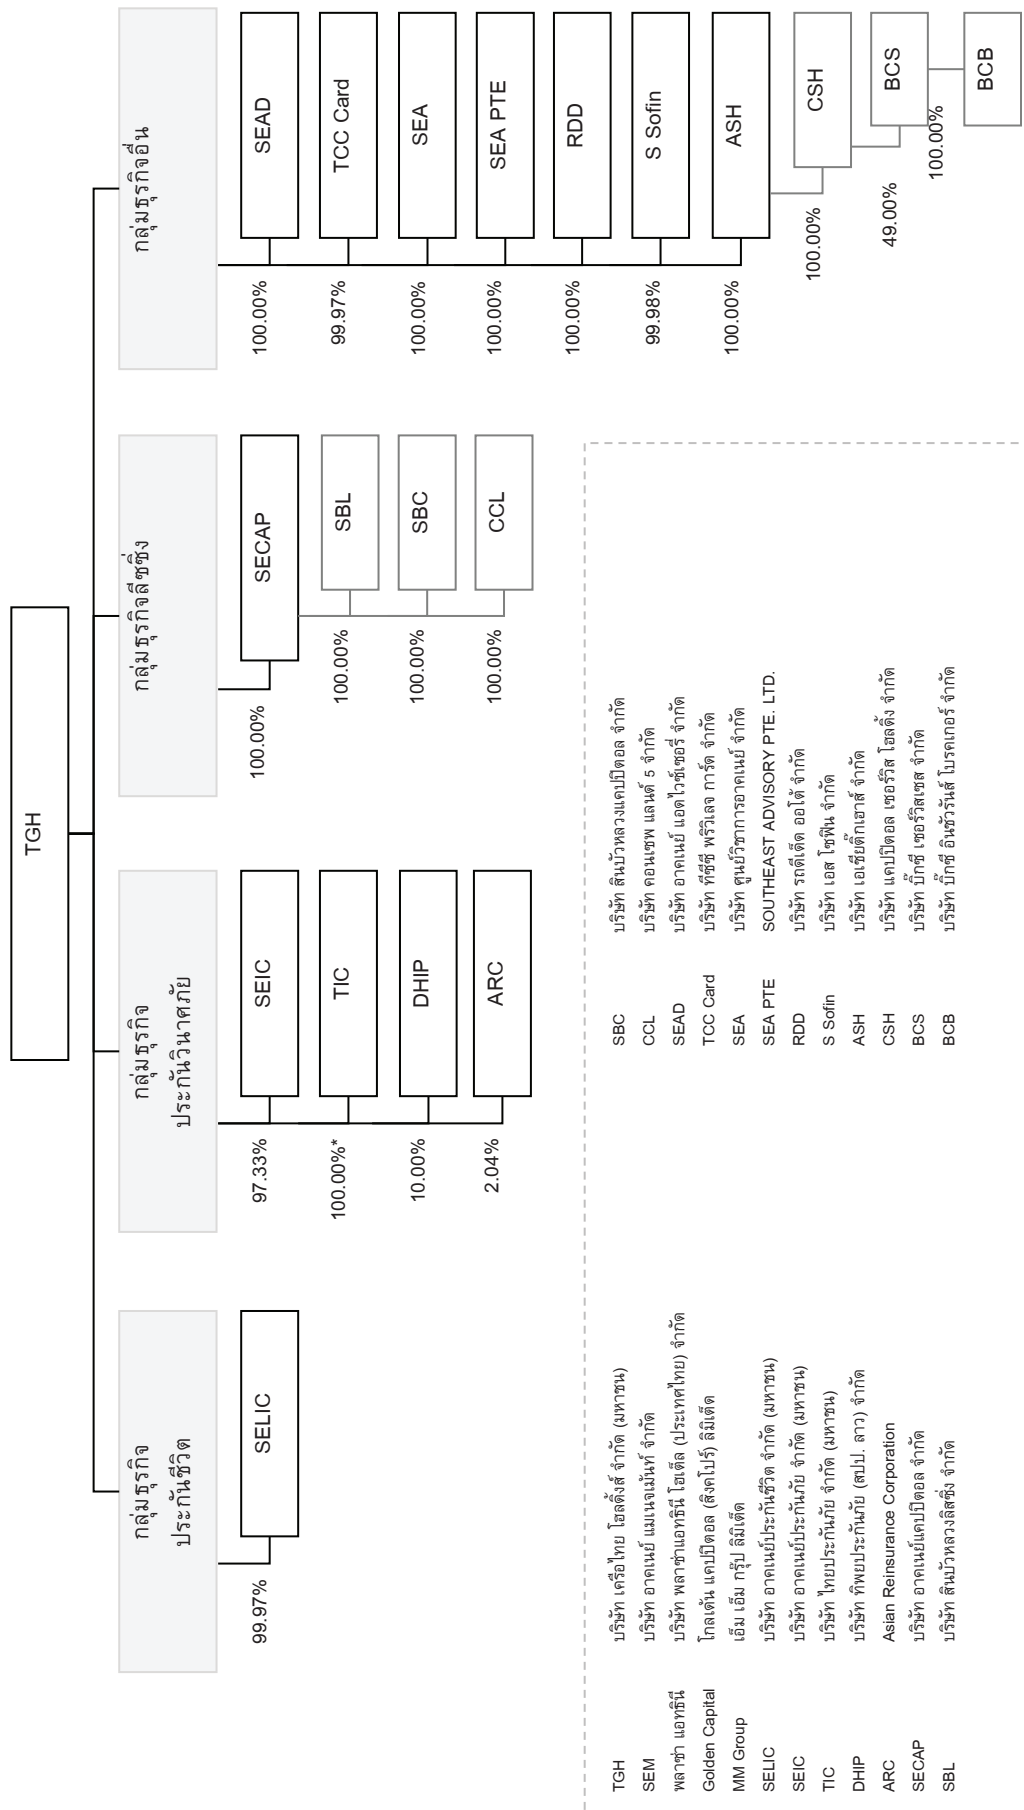 TGH
กลุ่มธุรกิจ
ประกันชีวิต
99.97%
SELIC
กลุ่มธุรกิจ
ประกันวินาศภัย
97.33%
SEIC
100.00%*
TIC
10.00%
DHIP
2.04%
ARC
กลุ่มธุรกิจลีซซิ่ง
100.00%
SECAP
100.00%
SBL
100.00%
SBC
100.00%
CCL
กลุ่มธุรกิจอื่น
100.00%
SEAD
99.97%
TCC Card
100.00%
SEA
100.00%
SEA PTE
100.00%
RDD
99.98%
S Sofin
100.00%
ASH
100.00%
CSH
49.00%
BCS
100.00%
BCB
TGH บริษัท เครือไทย โฮลดิ้งส์ จำกัด (มหาชน)
SEM บริษัท อาคเนย์ แมเนจเม้นท์ จำกัด
พลาซ่า แอทธินี บริษัท พลาซ่าแอทธินี โฮเต็ล (ประเทศไทย) จำกัด
Golden Capital โกลเด้น แคปปิตอล (สิงคโปร์) ลิมิเต็ด
MM Group เอ็ม เอ็ม กรุ๊ป ลิมิเต็ด
SELIC บริษัท อาคเนย์ประกันชีวิต จำกัด (มหาชน)
SEIC บริษัท อาคเนย์ประกันภัย จำกัด (มหาชน)
TIC บริษัท ไทยประกันภัย จำกัด (มหาชน)
DHIP บริษัท ทิพยประกันภัย (สปป. ลาว) จำกัด
ARC Asian Reinsurance Corporation
SECAP บริษัท อาคเนย์แคปปิตอล จำกัด
SBL บริษัท สินบัวหลวงลิสซิ่ง จำกัด
SBC บริษัท สินบัวหลวงแคปปิตอล จำกัด
CCL บริษัท คอนเซพ แลนด์ 5 จำกัด
SEAD บริษัท อาคเนย์ แอดไวซ์เซอรี่ จำกัด
TCC Card บริษัท ทีซีซี พริวิเลจ การ์ด จำกัด
SEA บริษัท ศูนย์วิชาการอาคเนย์ จำกัด
SEA PTE SOUTHEAST ADVISORY PTE. LTD.
RDD บริษัท รถดีเด็ด ออโต้ จำกัด
S Sofin บริษัท เอส โซฟิน จำกัด
ASH บริษัท เอเชียติ๊กเฮาส์ จำกัด
CSH บริษัท แคปปิตอล เซอร์วิส โฮลดิ้ง จำกัด
BCS บริษัท บิ๊กซี เซอร์วิสเซส จำกัด
BCB บริษัท บิ๊กซี อินชัวรันส์ โบรคเกอร์ จำกัด